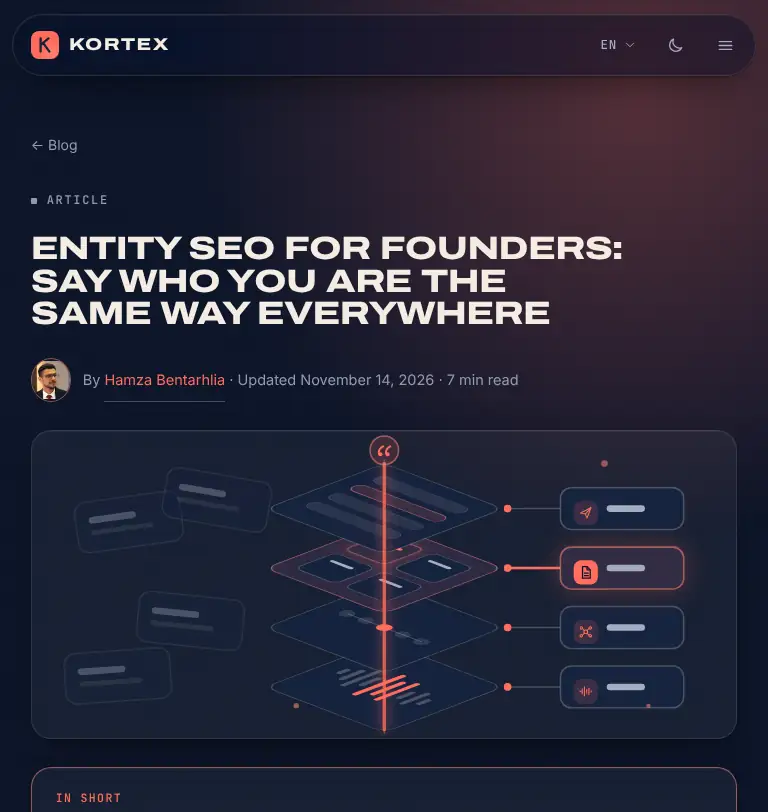 K KORTEX
EN
← Blog
ARTICLE
ENTITY SEO FOR FOUNDERS:
SAY WHO YOU ARE THE
SAME WAY EVERYWHERE
By Hamza Bentarhlia · Updated November 14, 2026 · 7 min read
IN SHORT